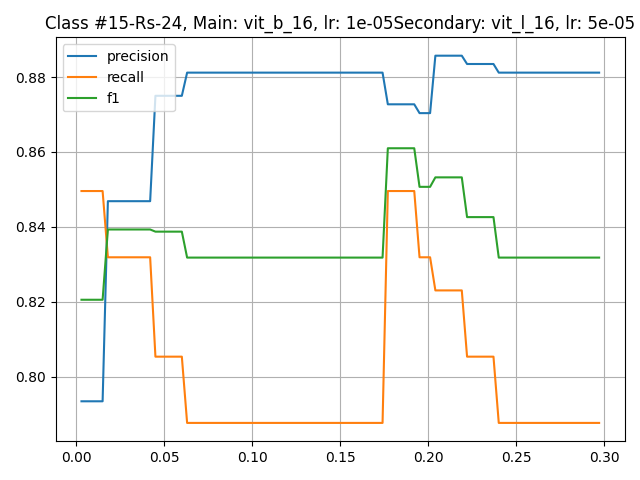 Class #15-Rs-24, Main: vit_b_16, lr: 1e-05Secondary: vit_l_16, lr: 5e-05
precision
recall
f1
0.88
0.86
0.84
0.82
0.80
0.00 0.05 0.10 0.15 0.20 0.25 0.30